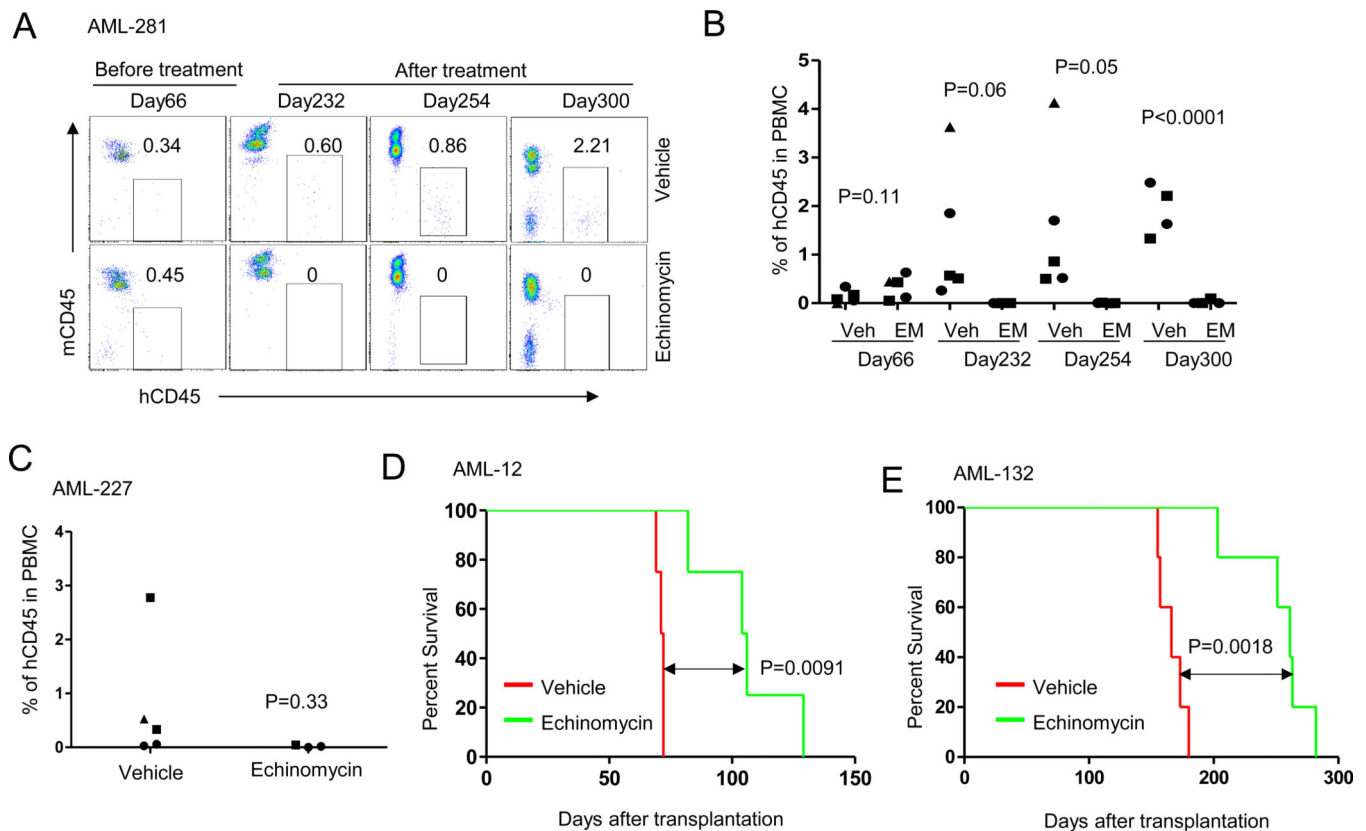 A
AML-281
Before treatment
After treatment
Day66
Day232
Day254
Day300
0.34
0.60
0.86
2.21
Vehicle
0.45
0
0
0
Echinomycin
mCD45
hCD45
B
% of hCD45 in PBMC
5
4
3
2
1
0
P=0.11
P=0.06
P=0.05
P<0.0001
Veh
EM
Veh
EM
Veh
EM
Veh
EM
Day66
Day232
Day254
Day300
C
AML-227
% of hCD45 in PBMC
4
3
2
1
0
P=0.33
Vehicle
Echinomycin
D
AML-12
Percent Survival
100
80
60
40
20
0
P=0.0091
Vehicle
Echinomycin
0
50
100
150
Days after transplantation
E
AML-132
Percent Survival
100
80
60
40
20
0
P=0.0018
Vehicle
Echinomycin
0
100
200
300
Days after transplantation